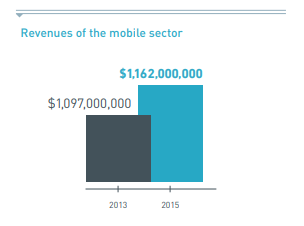 Revenues of the mobile sector
$1,162,000,000
$1,097,000,000
2013 2015